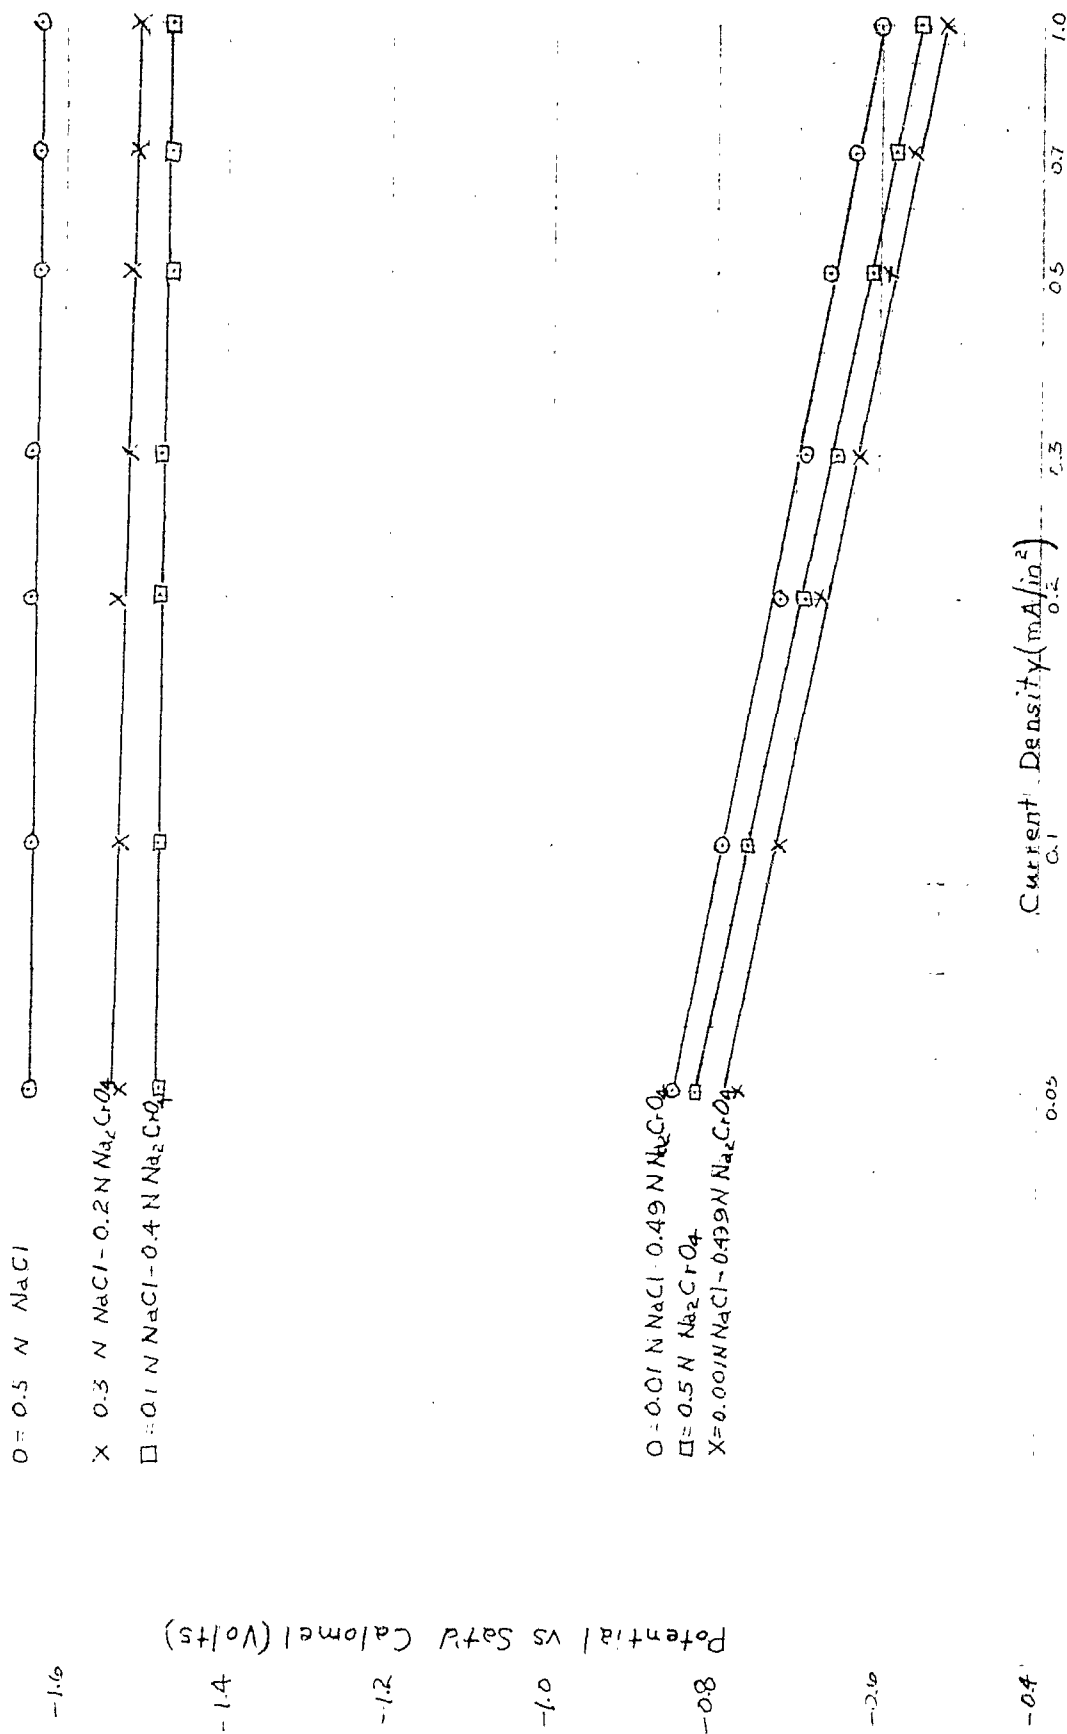 O = 0.5 N NaCl
X 0.3 N NaCl - 0.2 N Na2CrO4
□ = 0.1 N NaCl - 0.4 N Na2CrO4
O = 0.01 N NaCl - 0.49 N Na2CrO4
□ = 0.5 N Na2CrO4
X = 0.001 N NaCl - 0.499 N Na2CrO4
Potential vs Sat'd Calomel (Volts)
-1.6
-1.4
-1.2
-1.0
-0.8
-0.6
-0.4
0.05
0.1
0.2
0.3
0.5
0.7
1.0
Current Density (mA/in²)